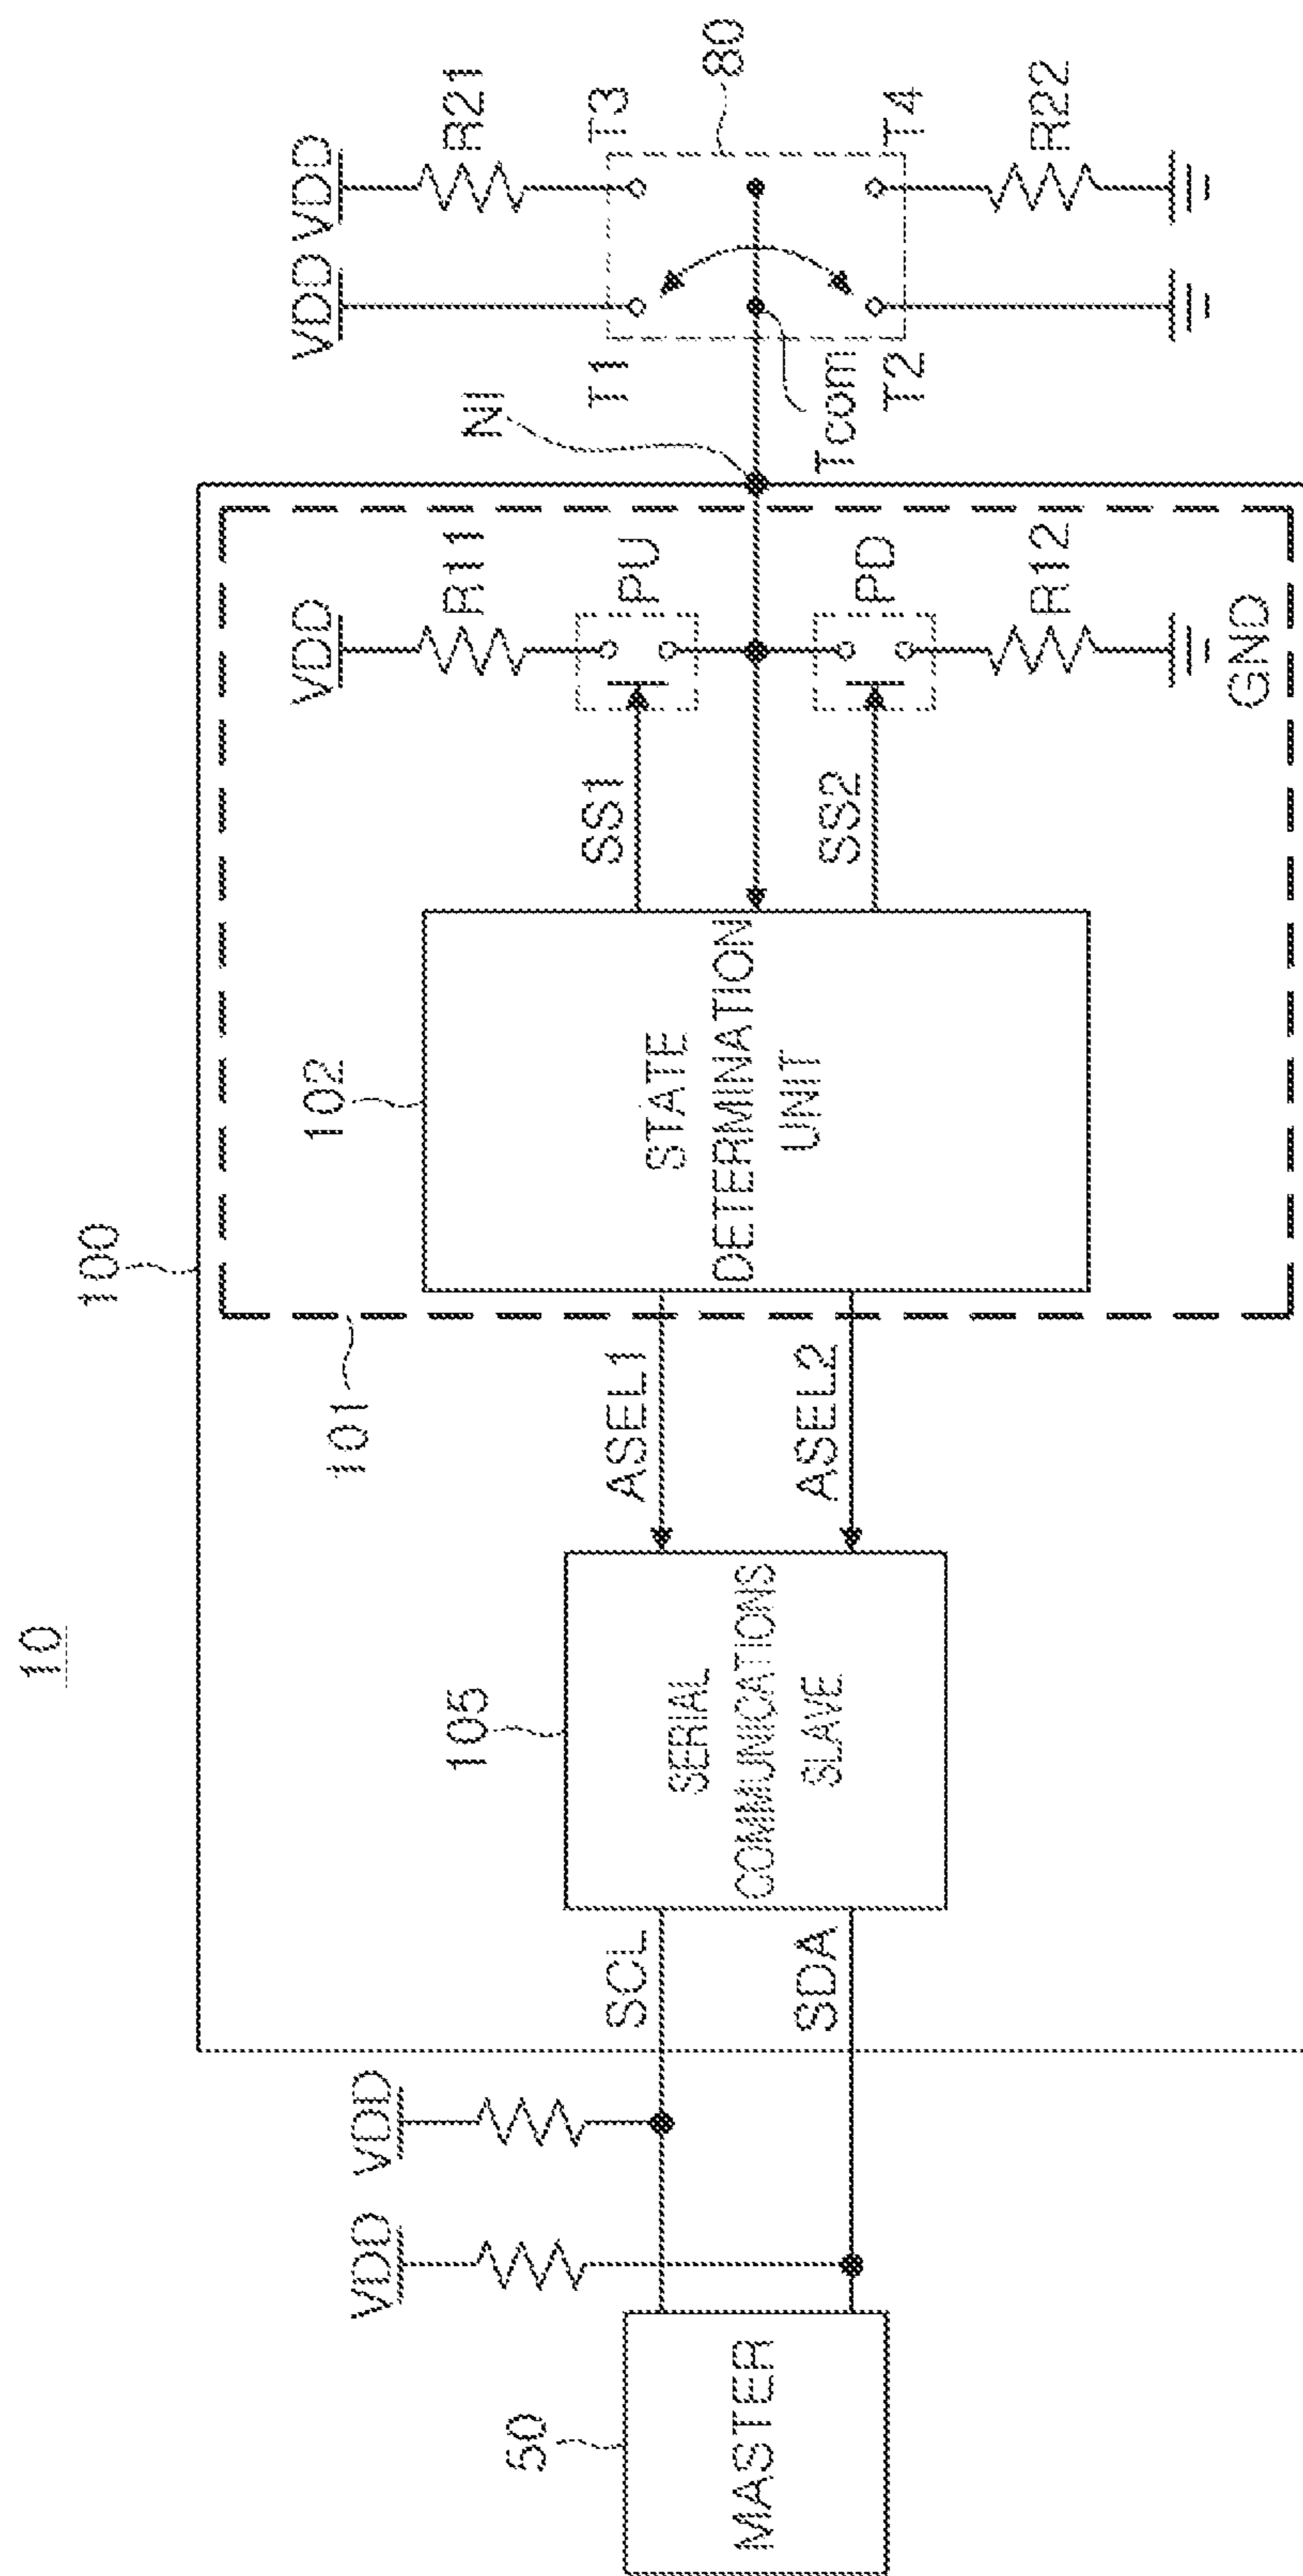 10
100
101
102
105
50
MASTER
VDD
VDD
SCL
SDA
SERIAL
COMMUNICATIONS
SLAVE
ASEL1
ASEL2
STATE
DETERMINATION
UNIT
SS1
SS2
VDD
R11
PU
PD
R12
GND
NI
Tcom
VDD
VDD
R21
T1
T3
T2
T4
80
R22